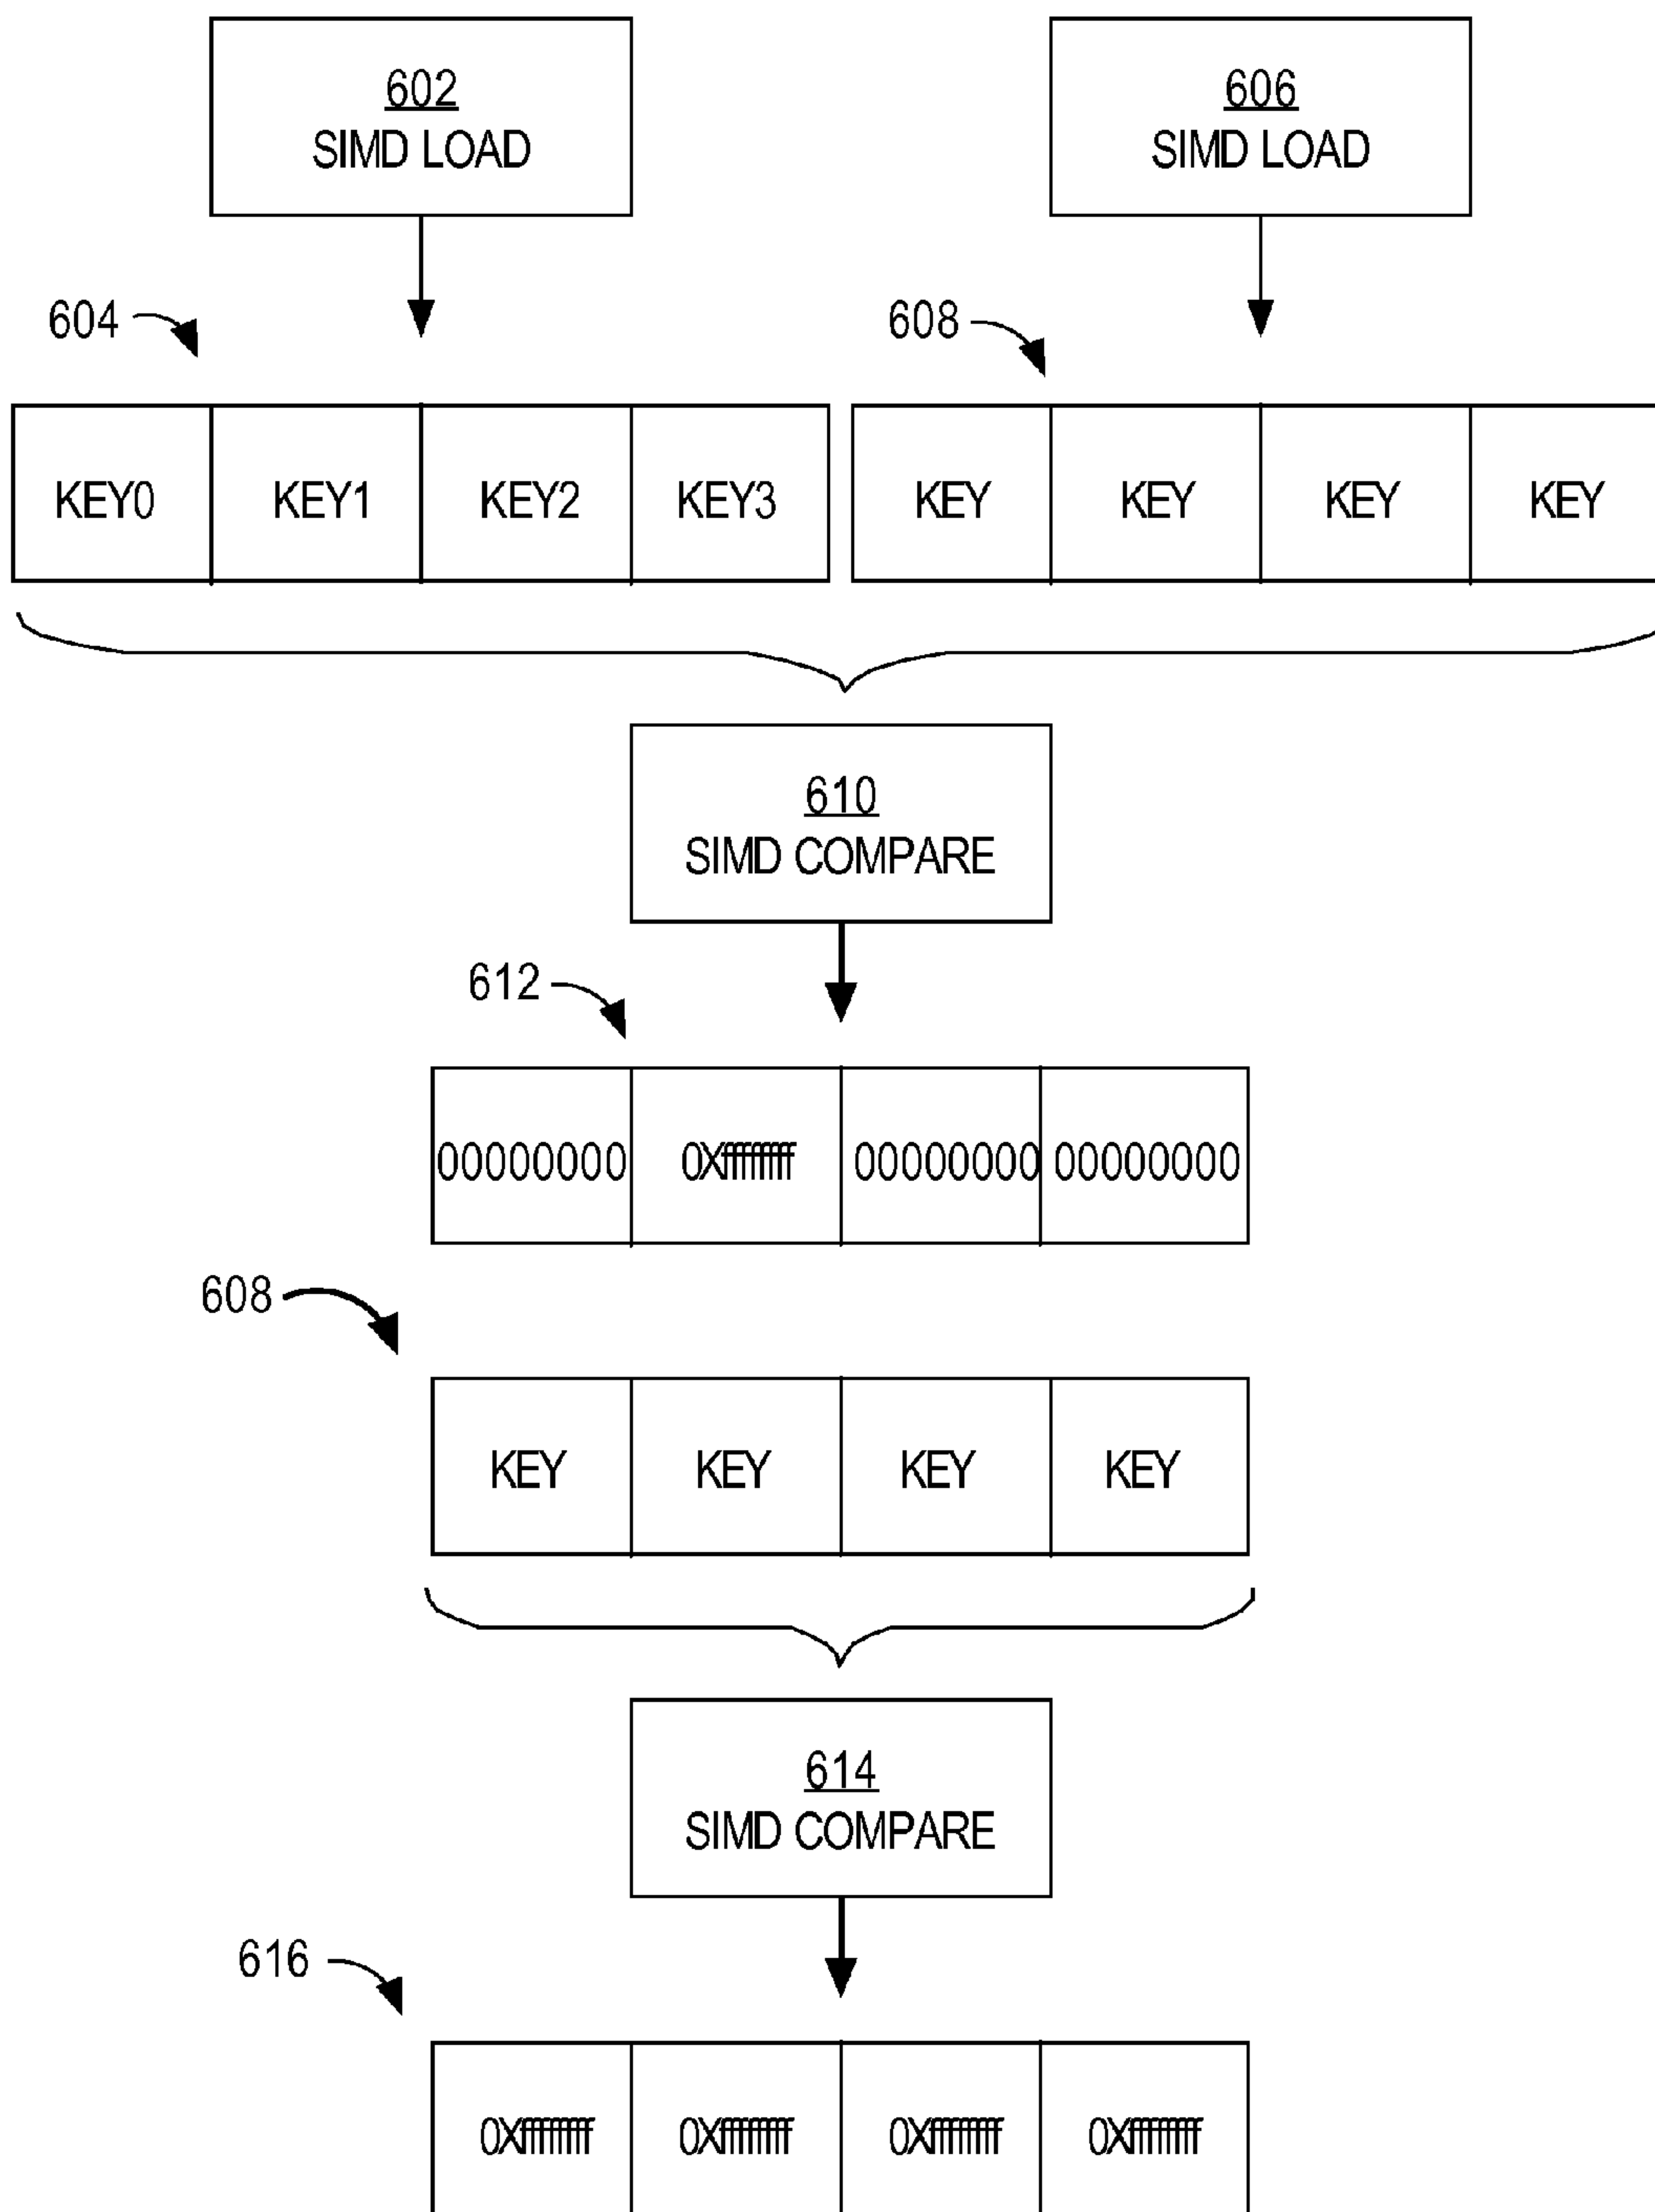 602
SIMD LOAD
606
SIMD LOAD
604
608
KEY0 KEY1 KEY2 KEY3 KEY KEY KEY KEY
610
SIMD COMPARE
612
00000000 0Xffffffff 00000000 00000000
608
KEY KEY KEY KEY
614
SIMD COMPARE
616
0Xffffffff 0Xffffffff 0Xffffffff 0Xffffffff